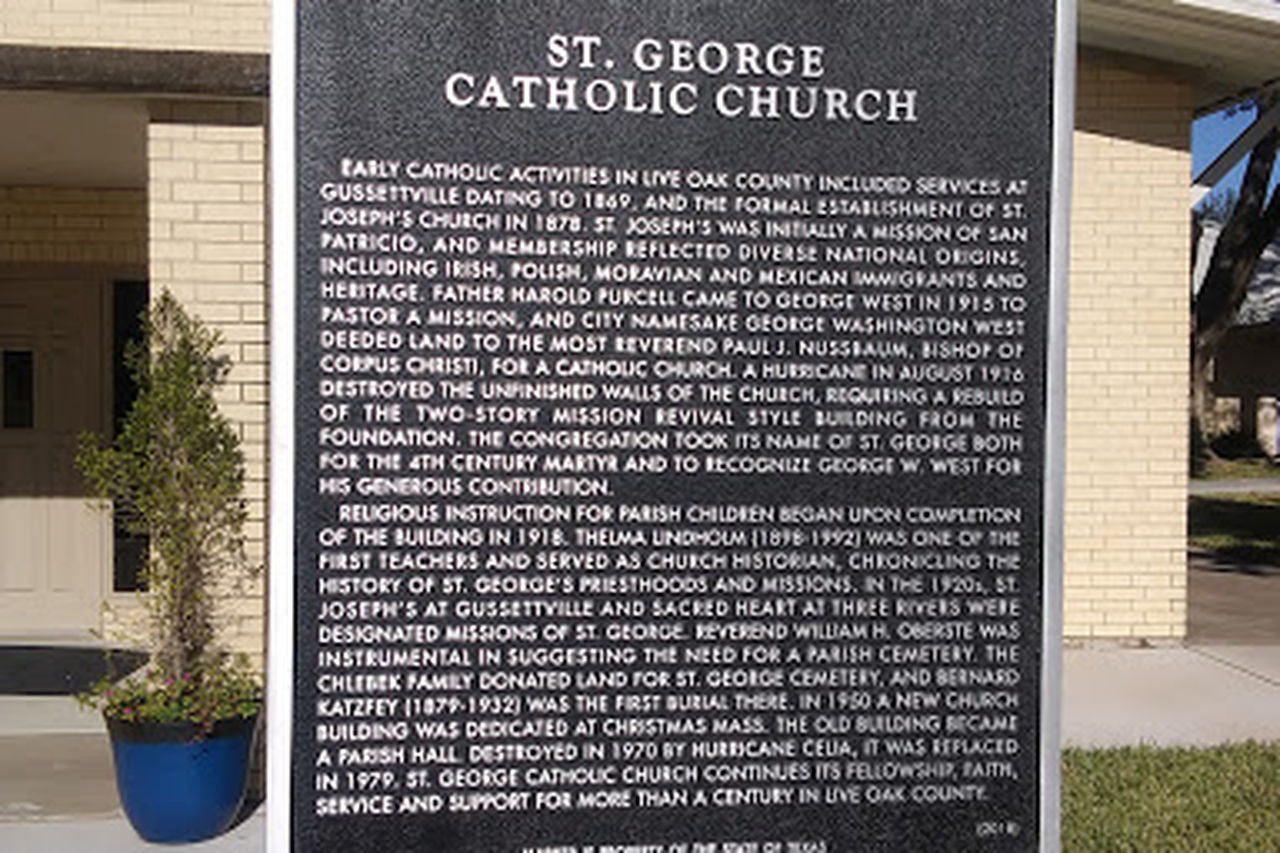 ST. GEORGE
CATHOLIC CHURCH
EARLY CATHOLIC ACTIVITIES IN LIVE OAK COUNTY INCLUDED SERVICES AT
GUSSETTVILLE DATING TO 1869, AND THE FORMAL ESTABLISHMENT OF ST.
JOSEPH'S CHURCH IN 1878. ST. JOSEPH'S WAS INITIALLY A MISSION OF SAN
PATRICIO, AND MEMBERSHIP REFLECTED DIVERSE NATIONAL ORIGINS,
INCLUDING IRISH, POLISH, MORAVIAN AND MEXICAN IMMIGRANTS AND
HERITAGE. FATHER HAROLD PURCELL CAME TO GEORGE WEST IN 1915 TO
PASTOR A MISSION, AND CITY NAMESAKE GEORGE WASHINGTON WEST
DEEDED LAND TO THE MOST REVEREND PAUL J. NUSSBAUM, BISHOP OF
CORPUS CHRISTI, FOR A CATHOLIC CHURCH. A HURRICANE IN AUGUST 1916
DESTROYED THE UNFINISHED WALLS OF THE CHURCH, REQUIRING A REBUILD
OF THE TWO-STORY MISSION REVIVAL STYLE BUILDING FROM THE
FOUNDATION. THE CONGREGATION TOOK ITS NAME OF ST. GEORGE BOTH
FOR THE 4TH CENTURY MARTYR AND TO RECOGNIZE GEORGE W. WEST FOR
HIS GENEROUS CONTRIBUTION.
RELIGIOUS INSTRUCTION FOR PARISH CHILDREN BEGAN UPON COMPLETION
OF THE BUILDING IN 1918. THELMA LINDHOLM (1898-1992) WAS ONE OF THE
FIRST TEACHERS AND SERVED AS CHURCH HISTORIAN, CHRONICLING THE
HISTORY OF ST. GEORGE'S PRIESTHOODS AND MISSIONS. IN THE 1920s, ST.
JOSEPH'S AT GUSSETTVILLE AND SACRED HEART AT THREE RIVERS WERE
DESIGNATED MISSIONS OF ST. GEORGE. REVEREND WILLIAM H. OBERSTE WAS
INSTRUMENTAL IN SUGGESTING THE NEED FOR A PARISH CEMETERY. THE
CHLEBEK FAMILY DONATED LAND FOR ST. GEORGE CEMETERY, AND BERNARD
KATZFEY (1879-1932) WAS THE FIRST BURIAL THERE. IN 1950 A NEW CHURCH
BUILDING WAS DEDICATED AT CHRISTMAS MASS. THE OLD BUILDING BECAME
A PARISH HALL. DESTROYED IN 1970 BY HURRICANE CELIA, IT WAS REPLACED
IN 1979. ST. GEORGE CATHOLIC CHURCH CONTINUES ITS FELLOWSHIP, FAITH,
SERVICE AND SUPPORT FOR MORE THAN A CENTURY IN LIVE OAK COUNTY.
(2018)
MARKER IS PROPERTY OF THE STATE OF TEXAS